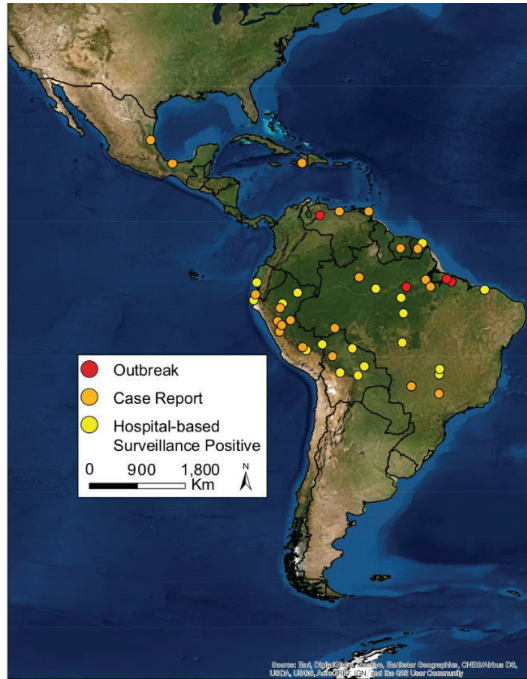 Outbreak
Case Report
Hospital-based
Surveillance Positive
0 900 1,800
Km
N
Source: Esri, DigitalGlobe, GeoEye, Earthstar Geographics, CNES/Airbus DS,
USDA, USGS, AeroGRID, IGN, and the GIS User Community